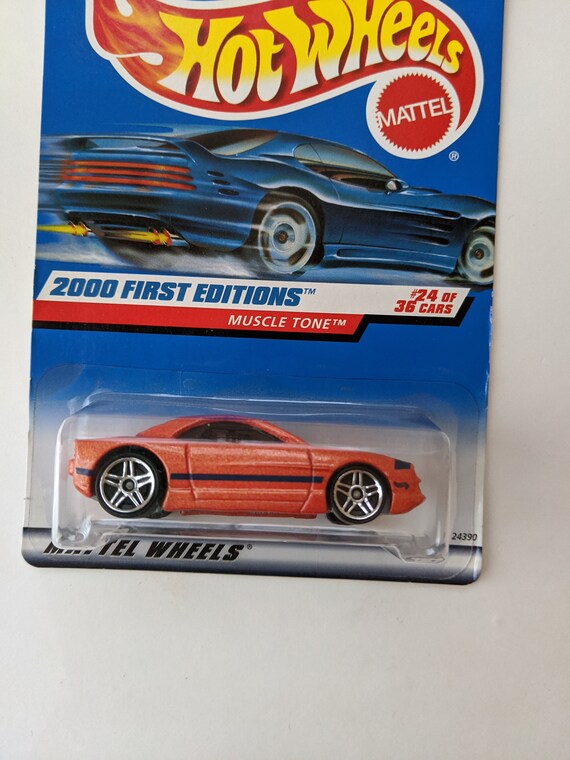 HOT WHEELS
MATTEL
®
2000 FIRST EDITIONS™
#24 OF
36 CARS
MUSCLE TONE™
MATTEL WHEELS®
24390